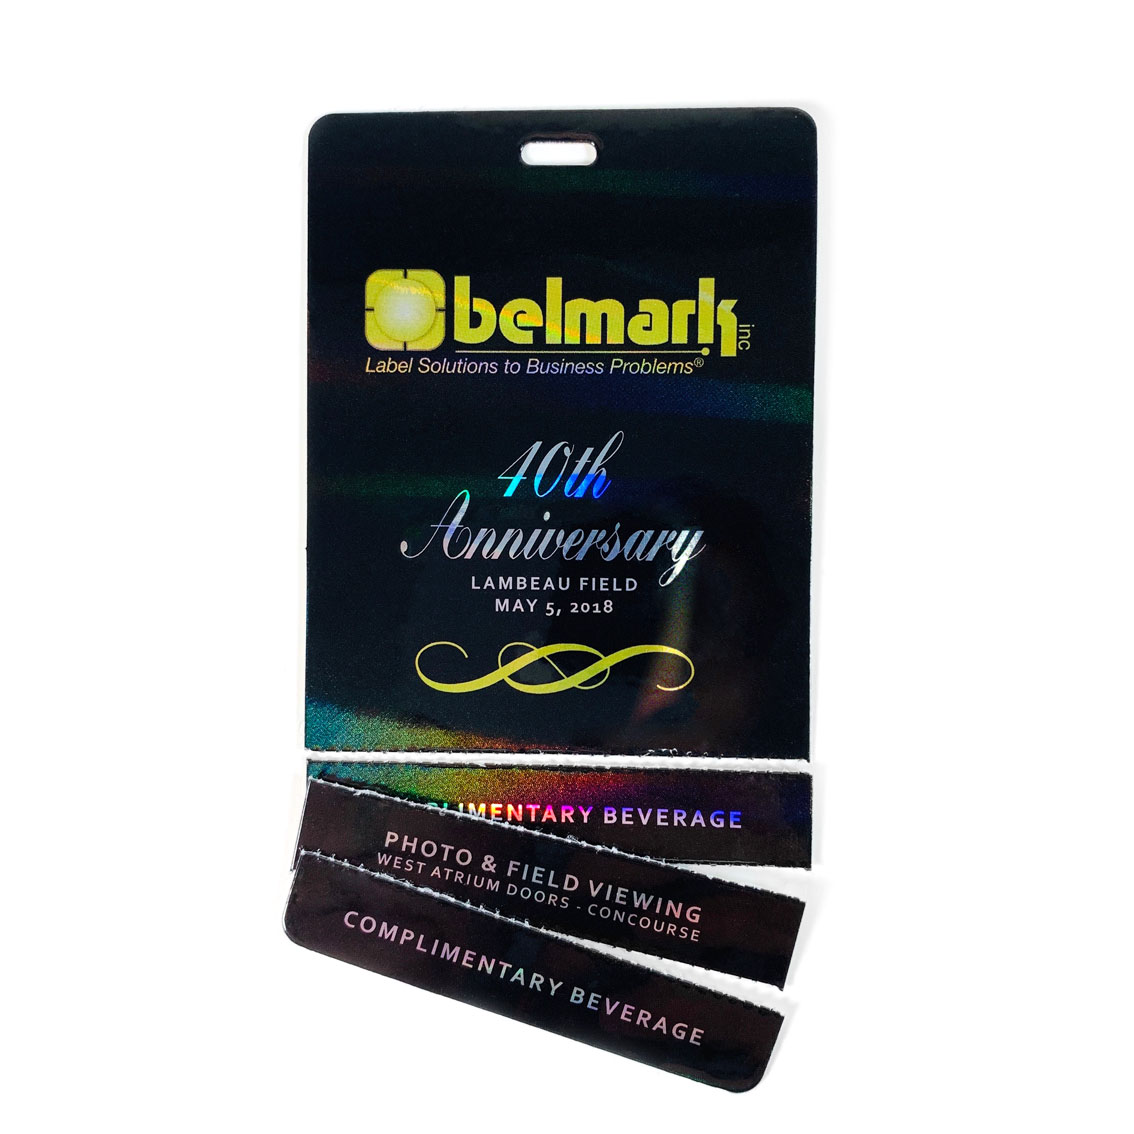 belmark inc
Label Solutions to Business Problems®
40th
Anniversary
LAMBEAU FIELD
MAY 5, 2018
BEVERAGE
PHOTO & FIELD VIEWING
WEST ATRIUM DOORS - CONCOURSE
COMPLIMENTARY BEVERAGE